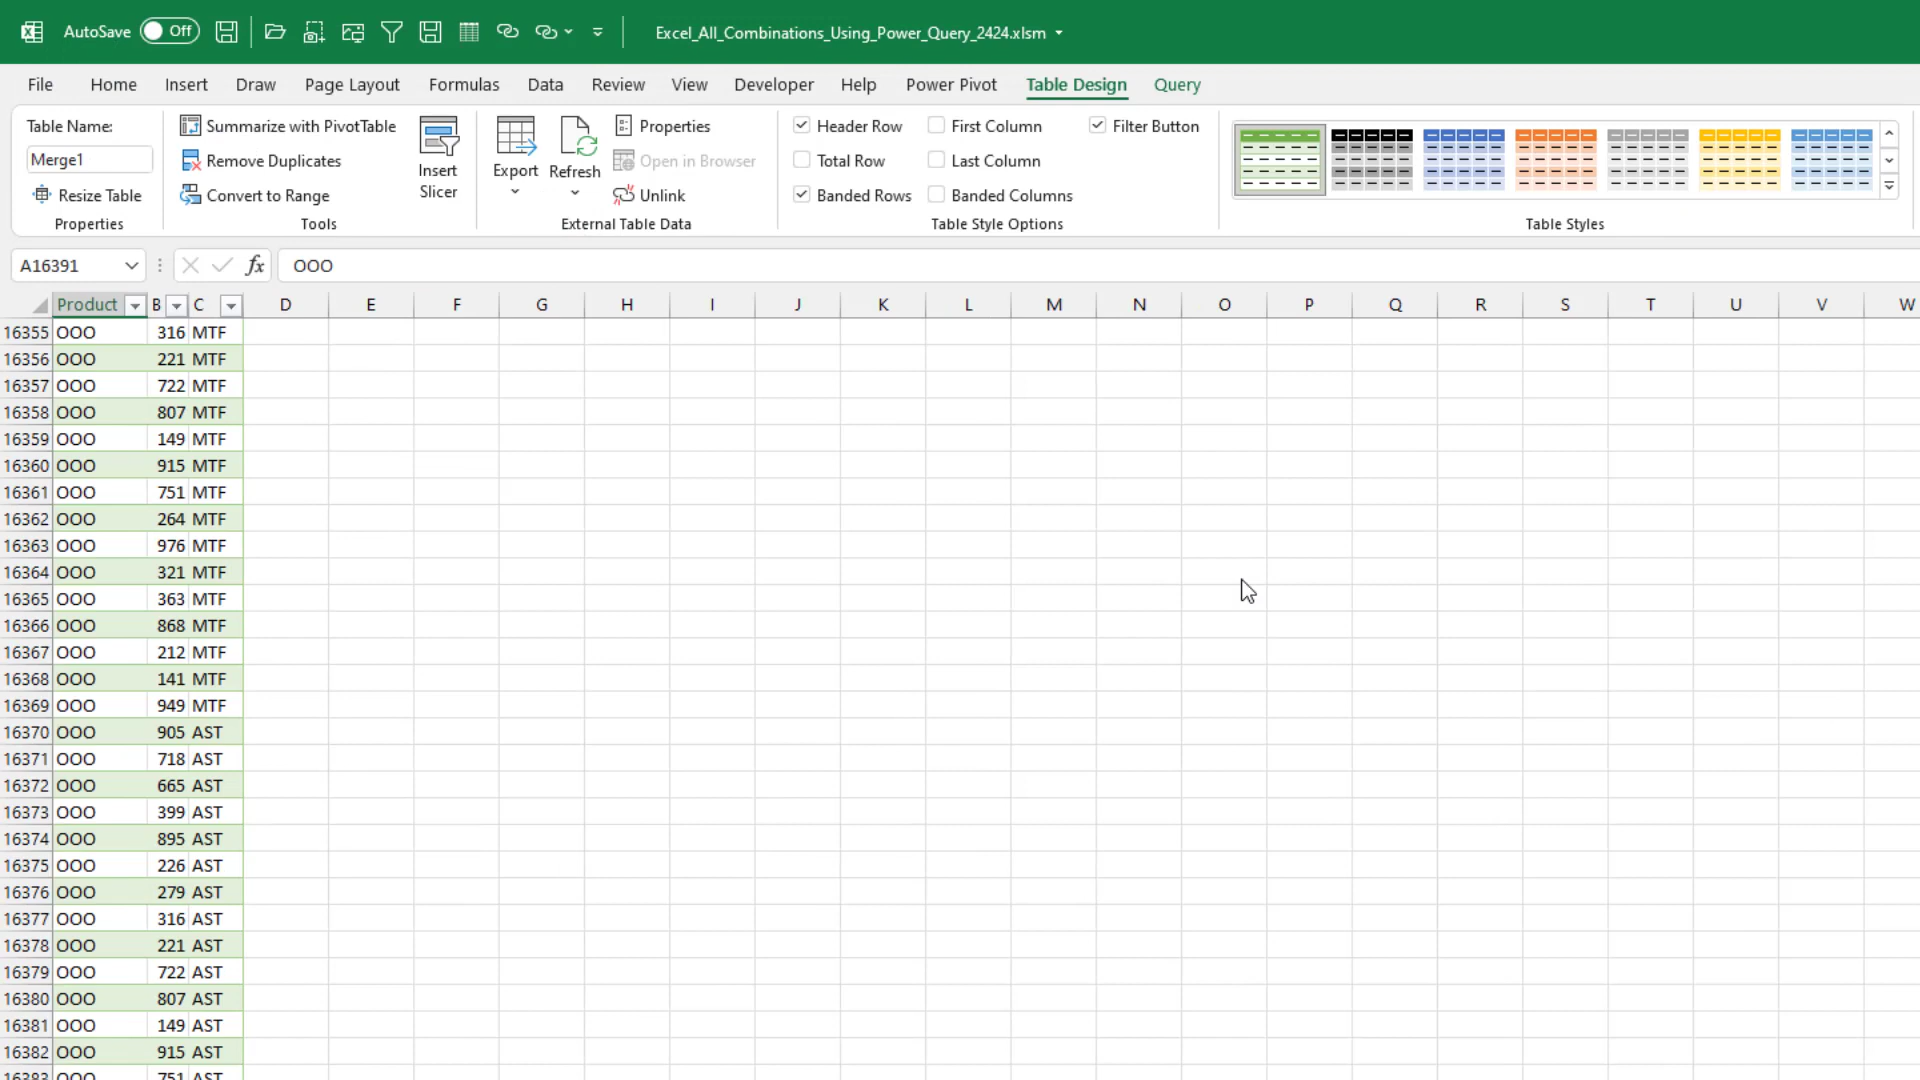 AutoSave Off Excel_All_Combinations_Using_Power_Query_2424.xlsm
File Home Insert Draw Page Layout Formulas Data Review View Developer Help Power Pivot Table Design Query
Table Name:
Merge1
Resize Table
Properties
Summarize with PivotTable
Remove Duplicates
Convert to Range
Insert
Slicer
Tools
Export
Refresh
Properties
Open in Browser
Unlink
External Table Data
Header Row
Total Row
Banded Rows
First Column
Last Column
Banded Columns
Filter Button
Table Style Options
Table Styles
A16391 fx OOO
Product B C D E F G H I J K L M N O P Q R S T U V W
16355 OOO 316 MTF
16356 OOO 221 MTF
16357 OOO 722 MTF
16358 OOO 807 MTF
16359 OOO 149 MTF
16360 OOO 915 MTF
16361 OOO 751 MTF
16362 OOO 264 MTF
16363 OOO 976 MTF
16364 OOO 321 MTF
16365 OOO 363 MTF
16366 OOO 868 MTF
16367 OOO 212 MTF
16368 OOO 141 MTF
16369 OOO 949 MTF
16370 OOO 905 AST
16371 OOO 718 AST
16372 OOO 665 AST
16373 OOO 399 AST
16374 OOO 895 AST
16375 OOO 226 AST
16376 OOO 279 AST
16377 OOO 316 AST
16378 OOO 221 AST
16379 OOO 722 AST
16380 OOO 807 AST
16381 OOO 149 AST
16382 OOO 915 AST
16383 OOO 751 AST